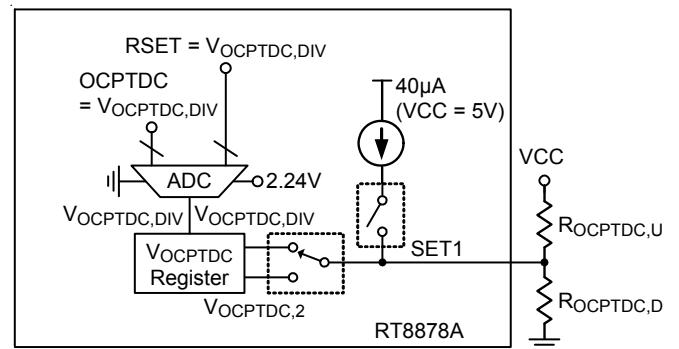 RSET = VOCPTDC,DIV
OCPTDC
= VOCPTDC,DIV
40µA
(VCC = 5V)
VCC
ADC
2.24V
VOCPTDC,DIV VOCPTDC,DIV
VOCPTDC
Register
SET1
ROCPTDC,U
VOCPTDC,2
ROCPTDC,D
RT8878A